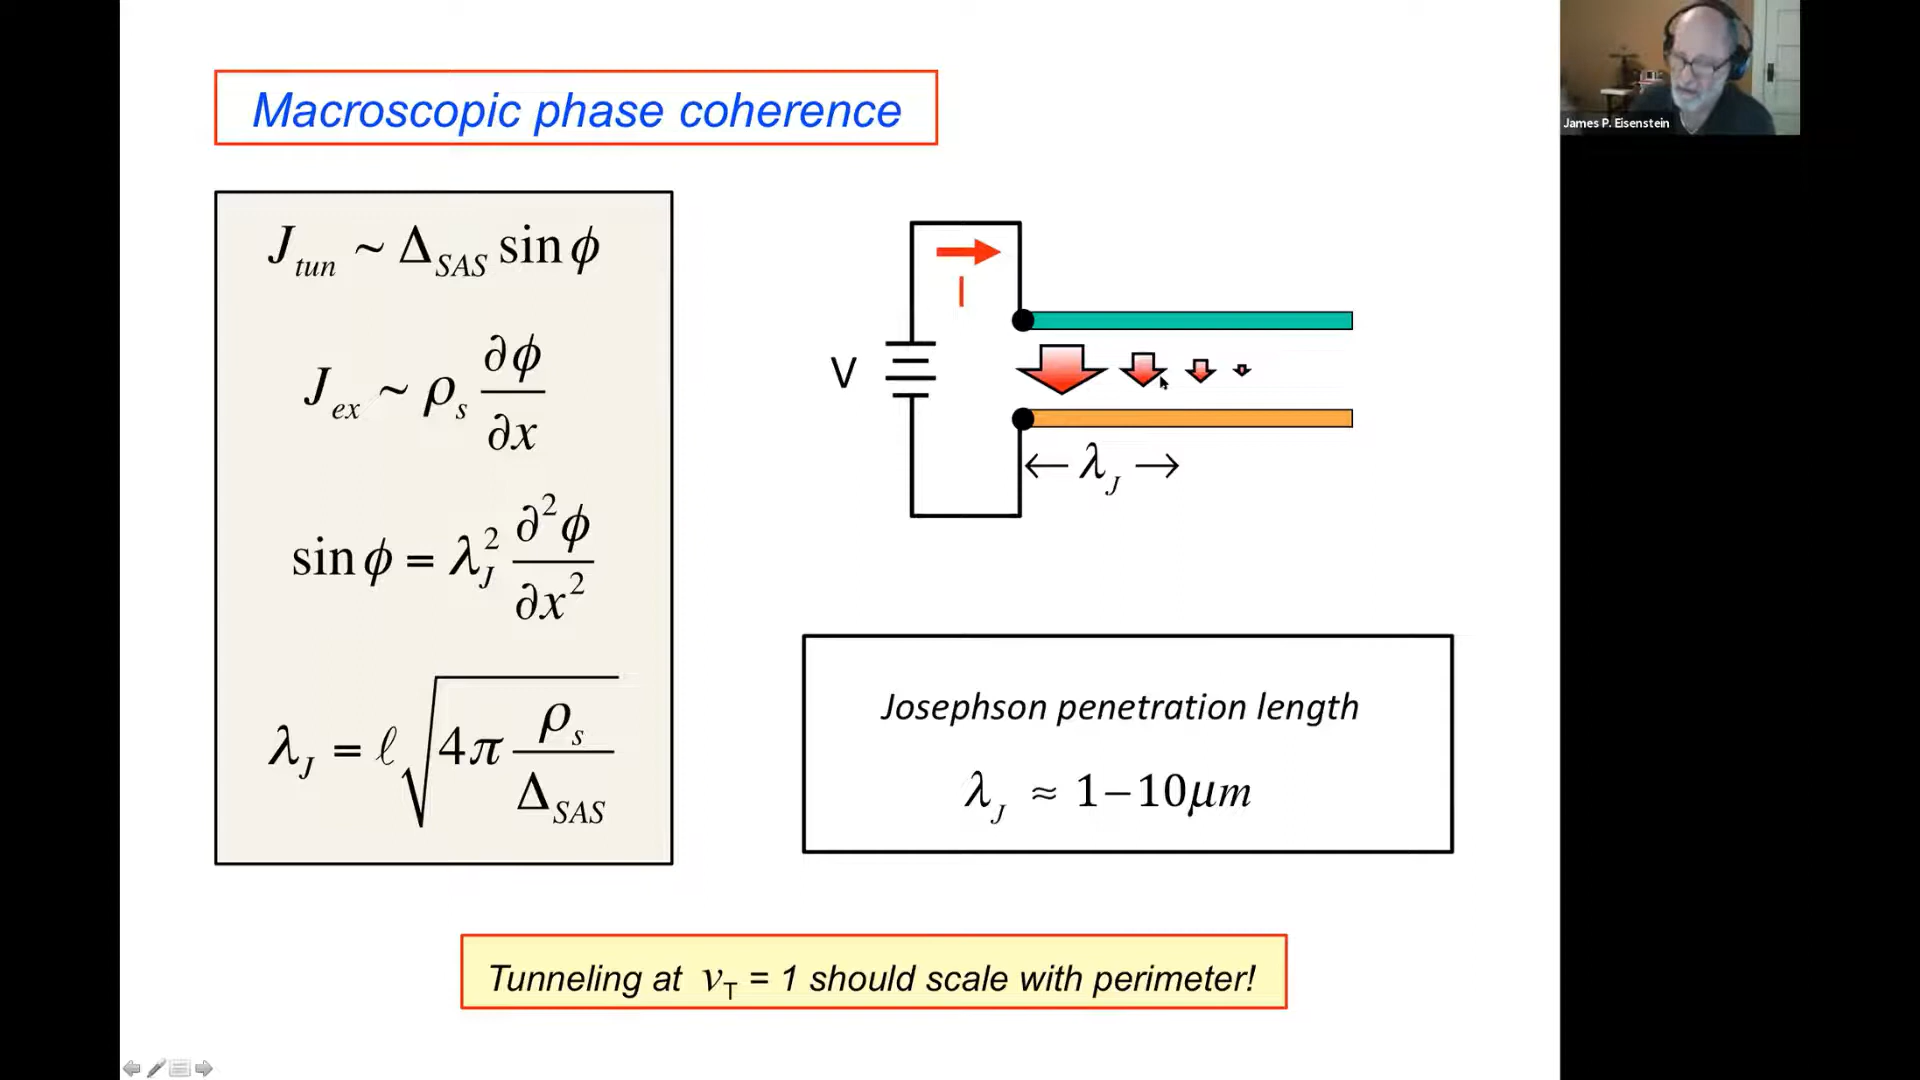 Macroscopic phase coherence
James P. Eisenstein
J_tun ~ Δ_SAS sin ϕ
J_ex ~ ρ_s ∂ϕ/∂x
sin ϕ = λ_J² ∂²ϕ/∂x²
λ_J = ℓ √(4π ρ_s/Δ_SAS)
I
V
← λ_J →
Josephson penetration length
λ_J ≈ 1–10μm
Tunneling at ν_T = 1 should scale with perimeter!